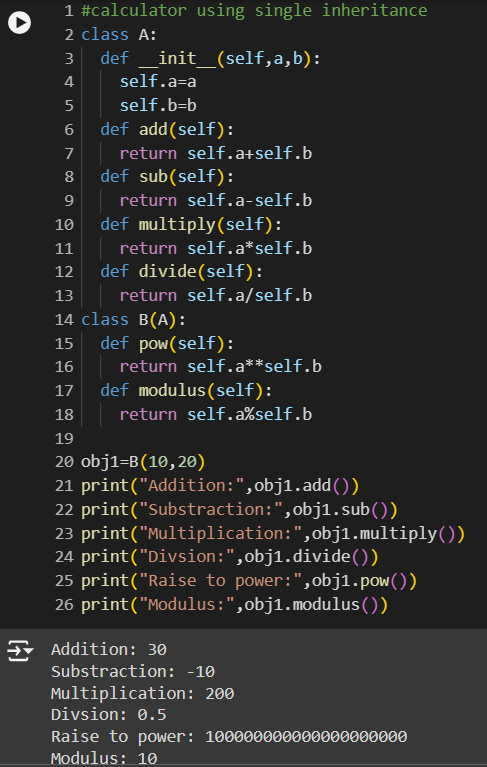 1 #calculator using single inheritance
2 class A:
3   def __init__(self,a,b):
4     self.a=a
5     self.b=b
6   def add(self):
7     return self.a+self.b
8   def sub(self):
9     return self.a-self.b
10   def multiply(self):
11     return self.a*self.b
12   def divide(self):
13     return self.a/self.b
14 class B(A):
15   def pow(self):
16     return self.a**self.b
17   def modulus(self):
18     return self.a%self.b
19
20 obj1=B(10,20)
21 print("Addition:",obj1.add())
22 print("Substraction:",obj1.sub())
23 print("Multiplication:",obj1.multiply())
24 print("Divsion:",obj1.divide())
25 print("Raise to power:",obj1.pow())
26 print("Modulus:",obj1.modulus())
Addition: 30
Substraction: -10
Multiplication: 200
Divsion: 0.5
Raise to power: 100000000000000000000
Modulus: 10